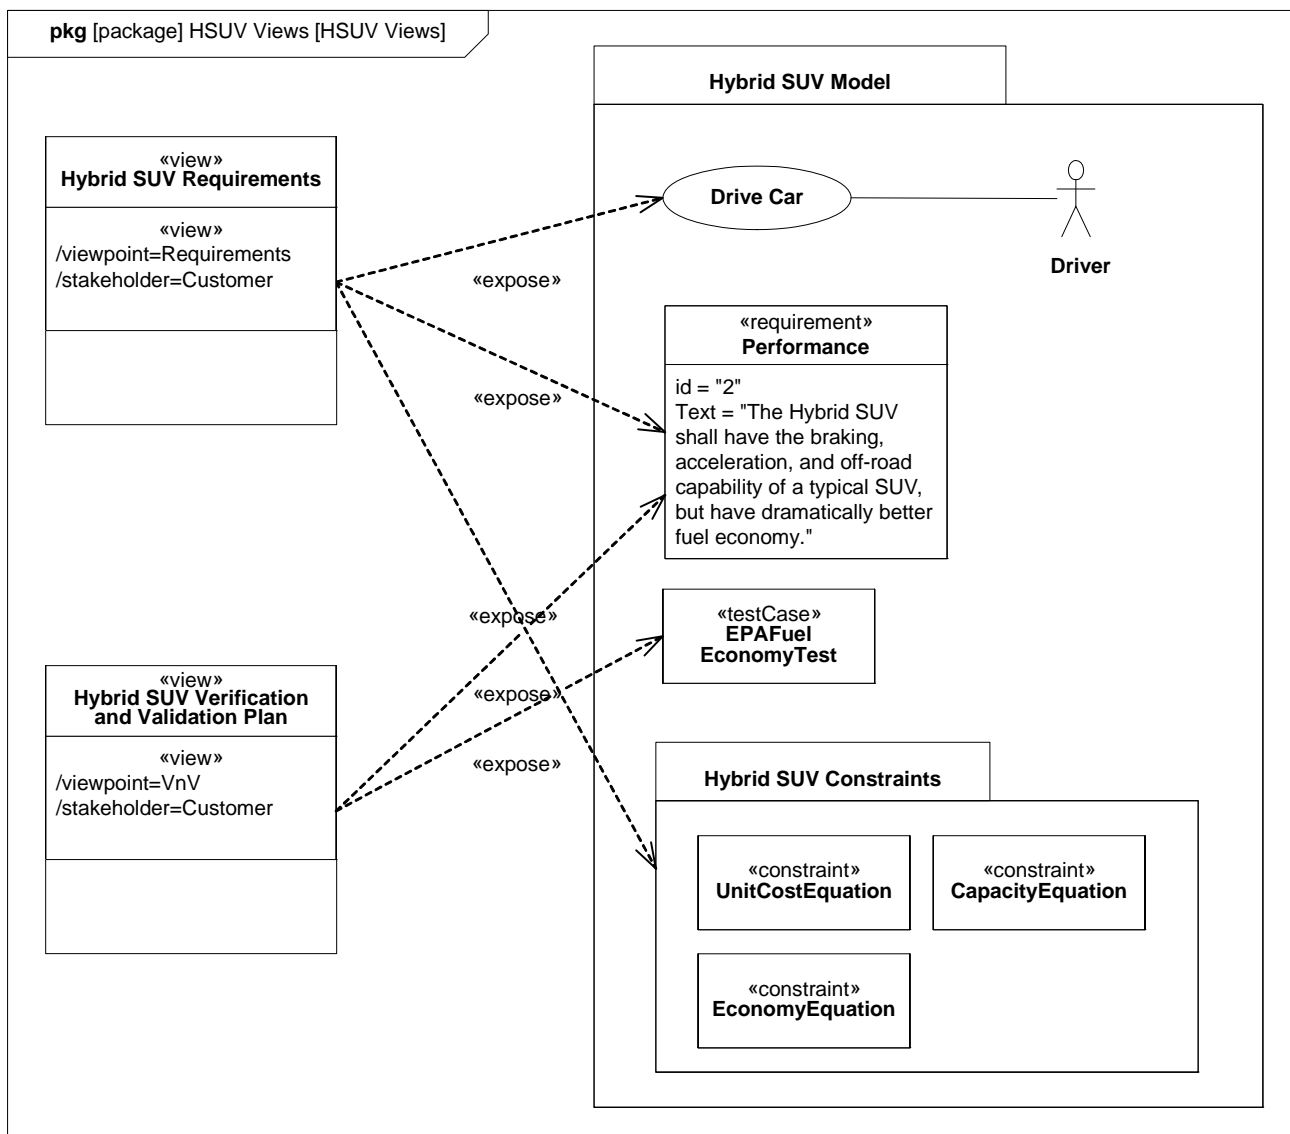 pkg [package] HSUV Views [HSUV Views]
Hybrid SUV Model
«view»
Hybrid SUV Requirements
«view»
/viewpoint=Requirements
/stakeholder=Customer
Drive Car
Driver
«expose»
«requirement»
Performance
id = "2"
Text = "The Hybrid SUV
shall have the braking,
acceleration, and off-road
capability of a typical SUV,
but have dramatically better
fuel economy."
«expose»
«expose»
«testCase»
EPAFuel
EconomyTest
«view»
Hybrid SUV Verification
and Validation Plan
«view»
/viewpoint=VnV
/stakeholder=Customer
«expose»
«expose»
Hybrid SUV Constraints
«constraint»
UnitCostEquation
«constraint»
CapacityEquation
«constraint»
EconomyEquation